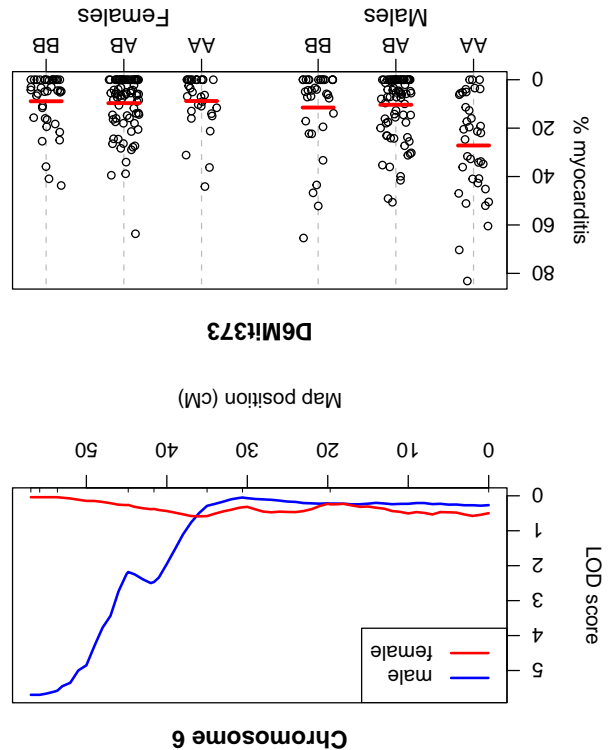 Chromosome 6
male
female
LOD score
5
4
3
2
1
0
0 10 20 30 40 50
Map position (cM)
D6Mit373
% myocarditis
80
60
40
20
0
AA AB BB AA AB BB
Males Females